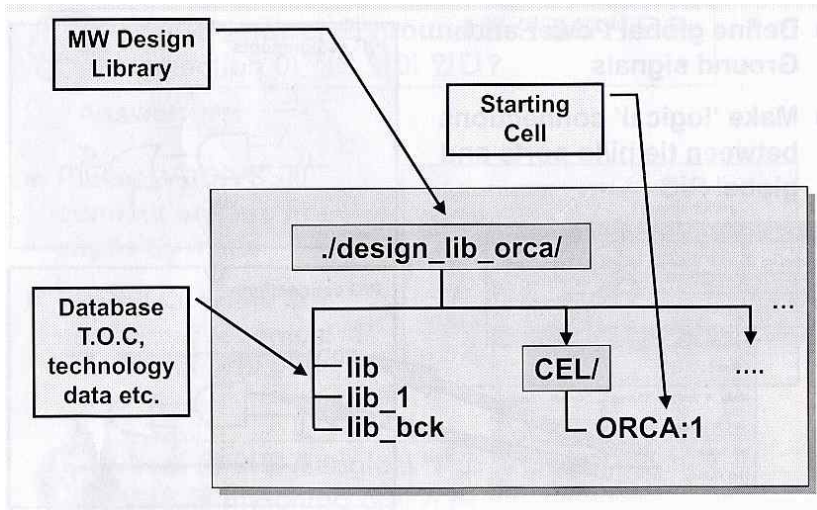 MW Design
Library
Starting
Cell
./design_lib_orca/
Database
T.O.C,
technology
data etc.
lib
lib_1
lib_bck
CEL/
ORCA:1
...
....
Define global Power and
Ground signals
Make 'logical' connections
between